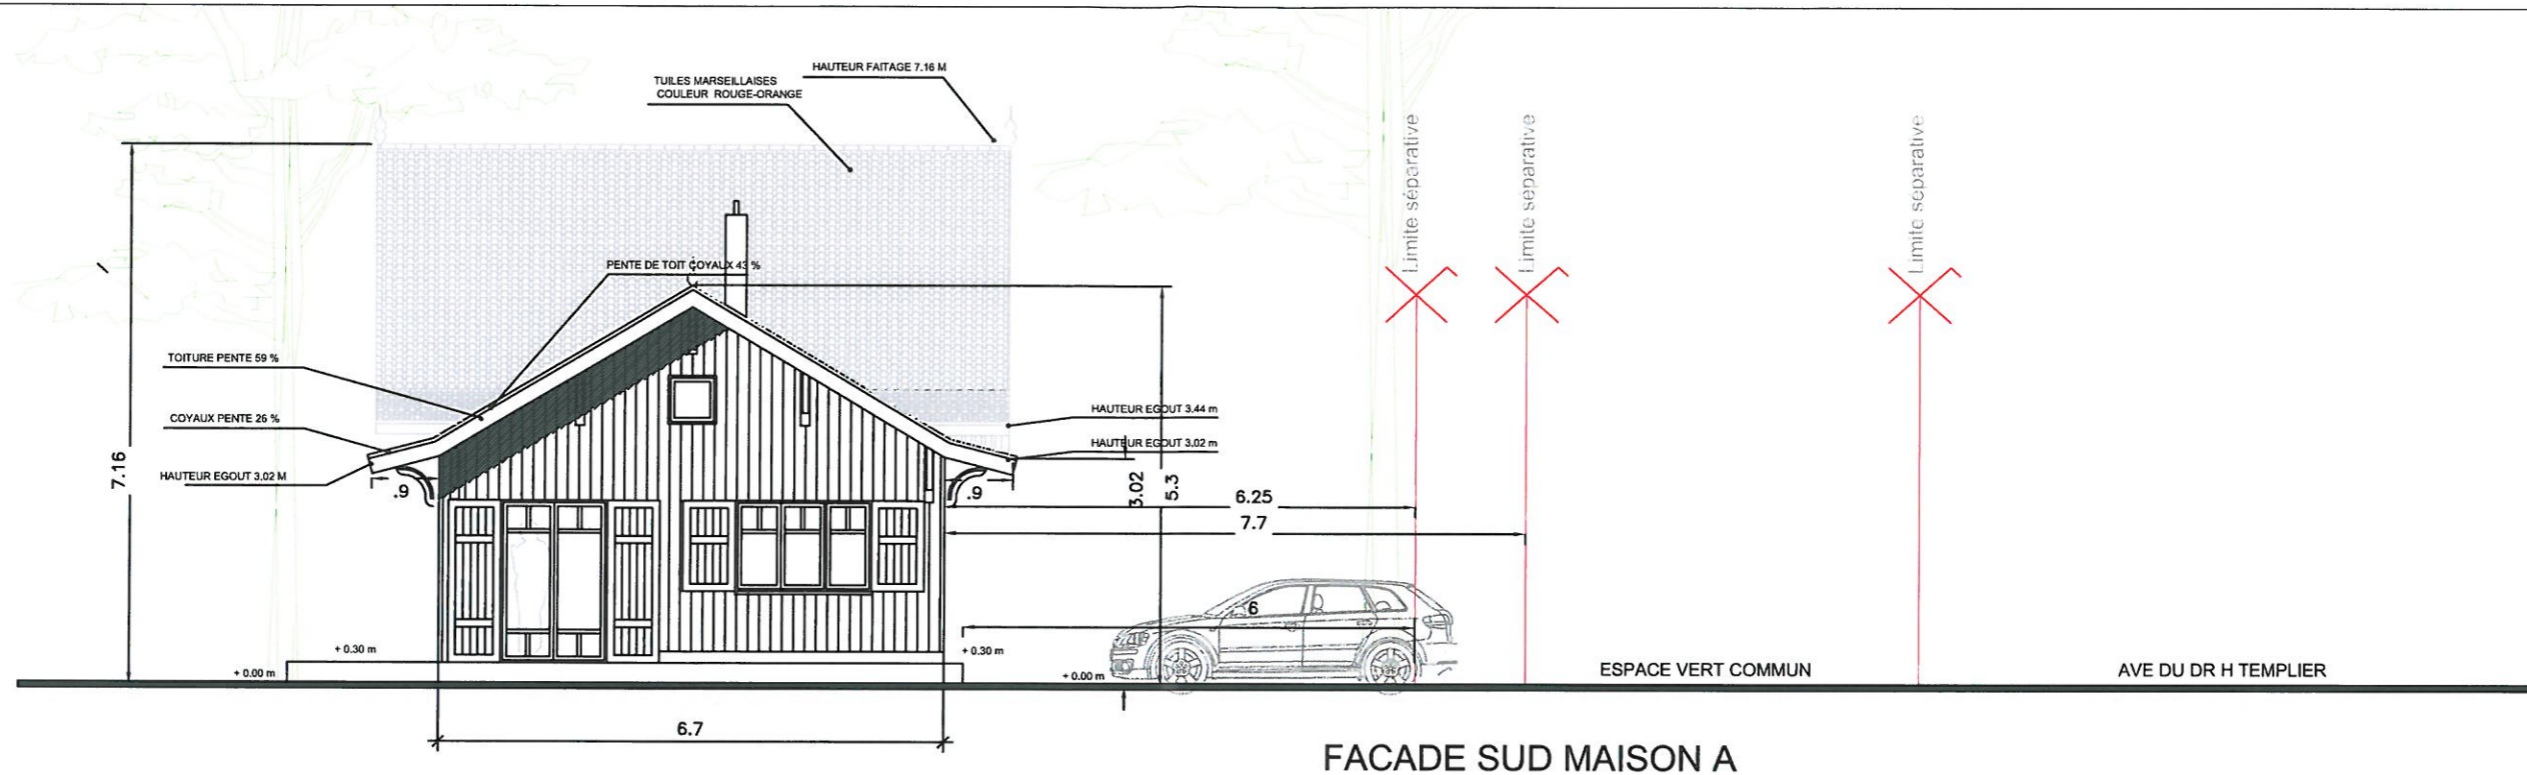 HAUTEUR FAITAGE 7.16 M
TUILES MARSEILLAISES
COULEUR ROUGE-ORANGE
Limite séparative
Limite separative
Limite separative
PENTE DE TOIT COYAUX 43 %
TOITURE PENTE 59 %
COYAUX PENTE 26 %
HAUTEUR EGOUT 3.02 M
HAUTEUR EGOUT 3.44 m
HAUTEUR EGOUT 3.02 m
7.16
.9
.9
3.02
5.3
6.25
7.7
6
+ 0.30 m
+ 0.00 m
+ 0.30 m
+ 0.00 m
ESPACE VERT COMMUN
AVE DU DR H TEMPLIER
6.7
FACADE SUD MAISON A